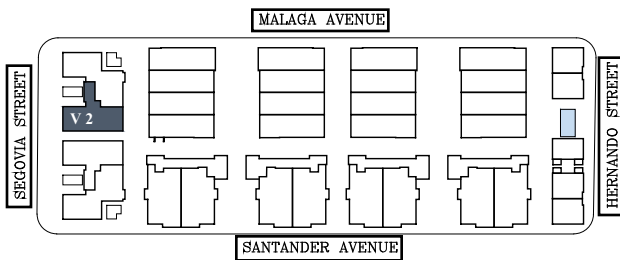 MALAGA AVENUE
SEGOVIA STREET
V 2
HERNANDO STREET
SANTANDER AVENUE